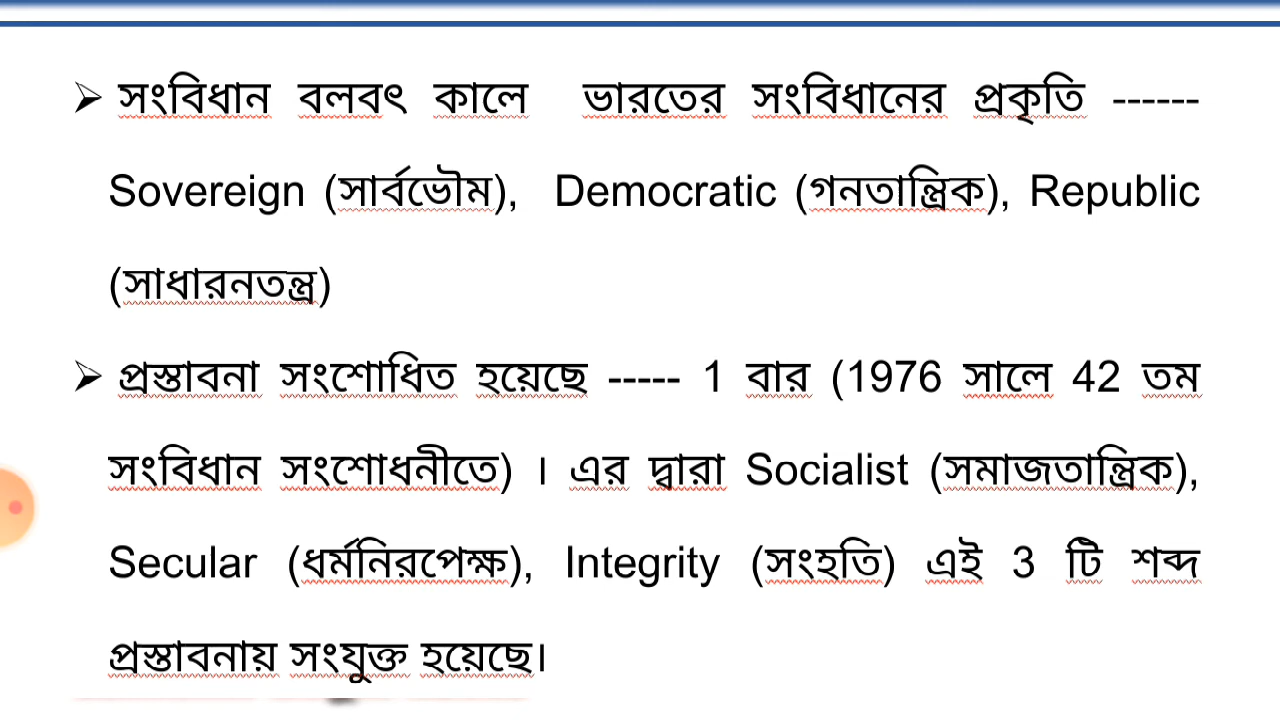 ➢ সংবিধান বলবৎ কালে ভারতের সংবিধানের প্রকৃতি ------
Sovereign (সার্বভৌম), Democratic (গনতান্ত্রিক), Republic
(সাধারনতন্ত্র)
➢ প্রস্তাবনা সংশোধিত হয়েছে ----- 1 বার (1976 সালে 42 তম
সংবিধান সংশোধনীতে) । এর দ্বারা Socialist (সমাজতান্ত্রিক),
Secular (ধর্মনিরপেক্ষ), Integrity (সংহতি) এই 3 টি শব্দ
প্রস্তাবনায় সংযুক্ত হয়েছে।